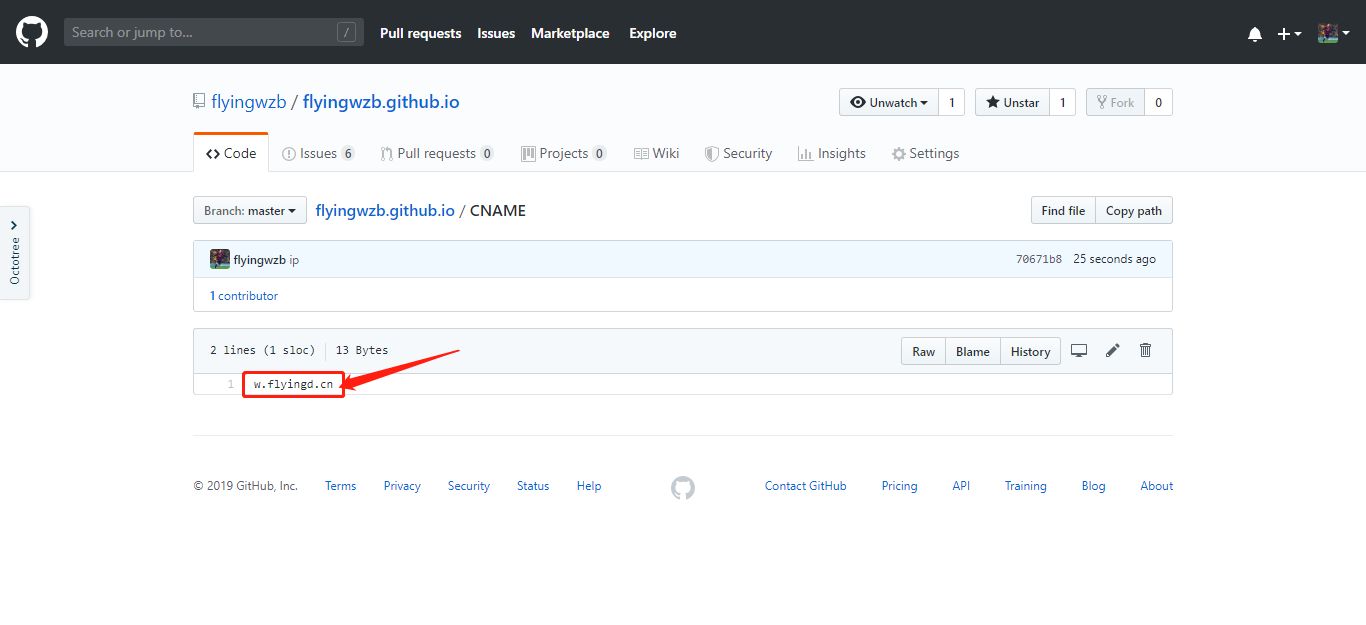 Search or jump to... /
Pull requests Issues Marketplace Explore
flyingwzb / flyingwzb.github.io
Unwatch 1 Unstar 1 Fork 0
Code Issues 6 Pull requests 0 Projects 0 Wiki Security Insights Settings
Octotree
Branch: master flyingwzb.github.io / CNAME
Find file Copy path
flyingwzb ip
70671b8 25 seconds ago
1 contributor
2 lines (1 sloc) 13 Bytes
Raw Blame History
1 w.flyingd.cn
© 2019 GitHub, Inc. Terms Privacy Security Status Help Contact GitHub Pricing API Training Blog About